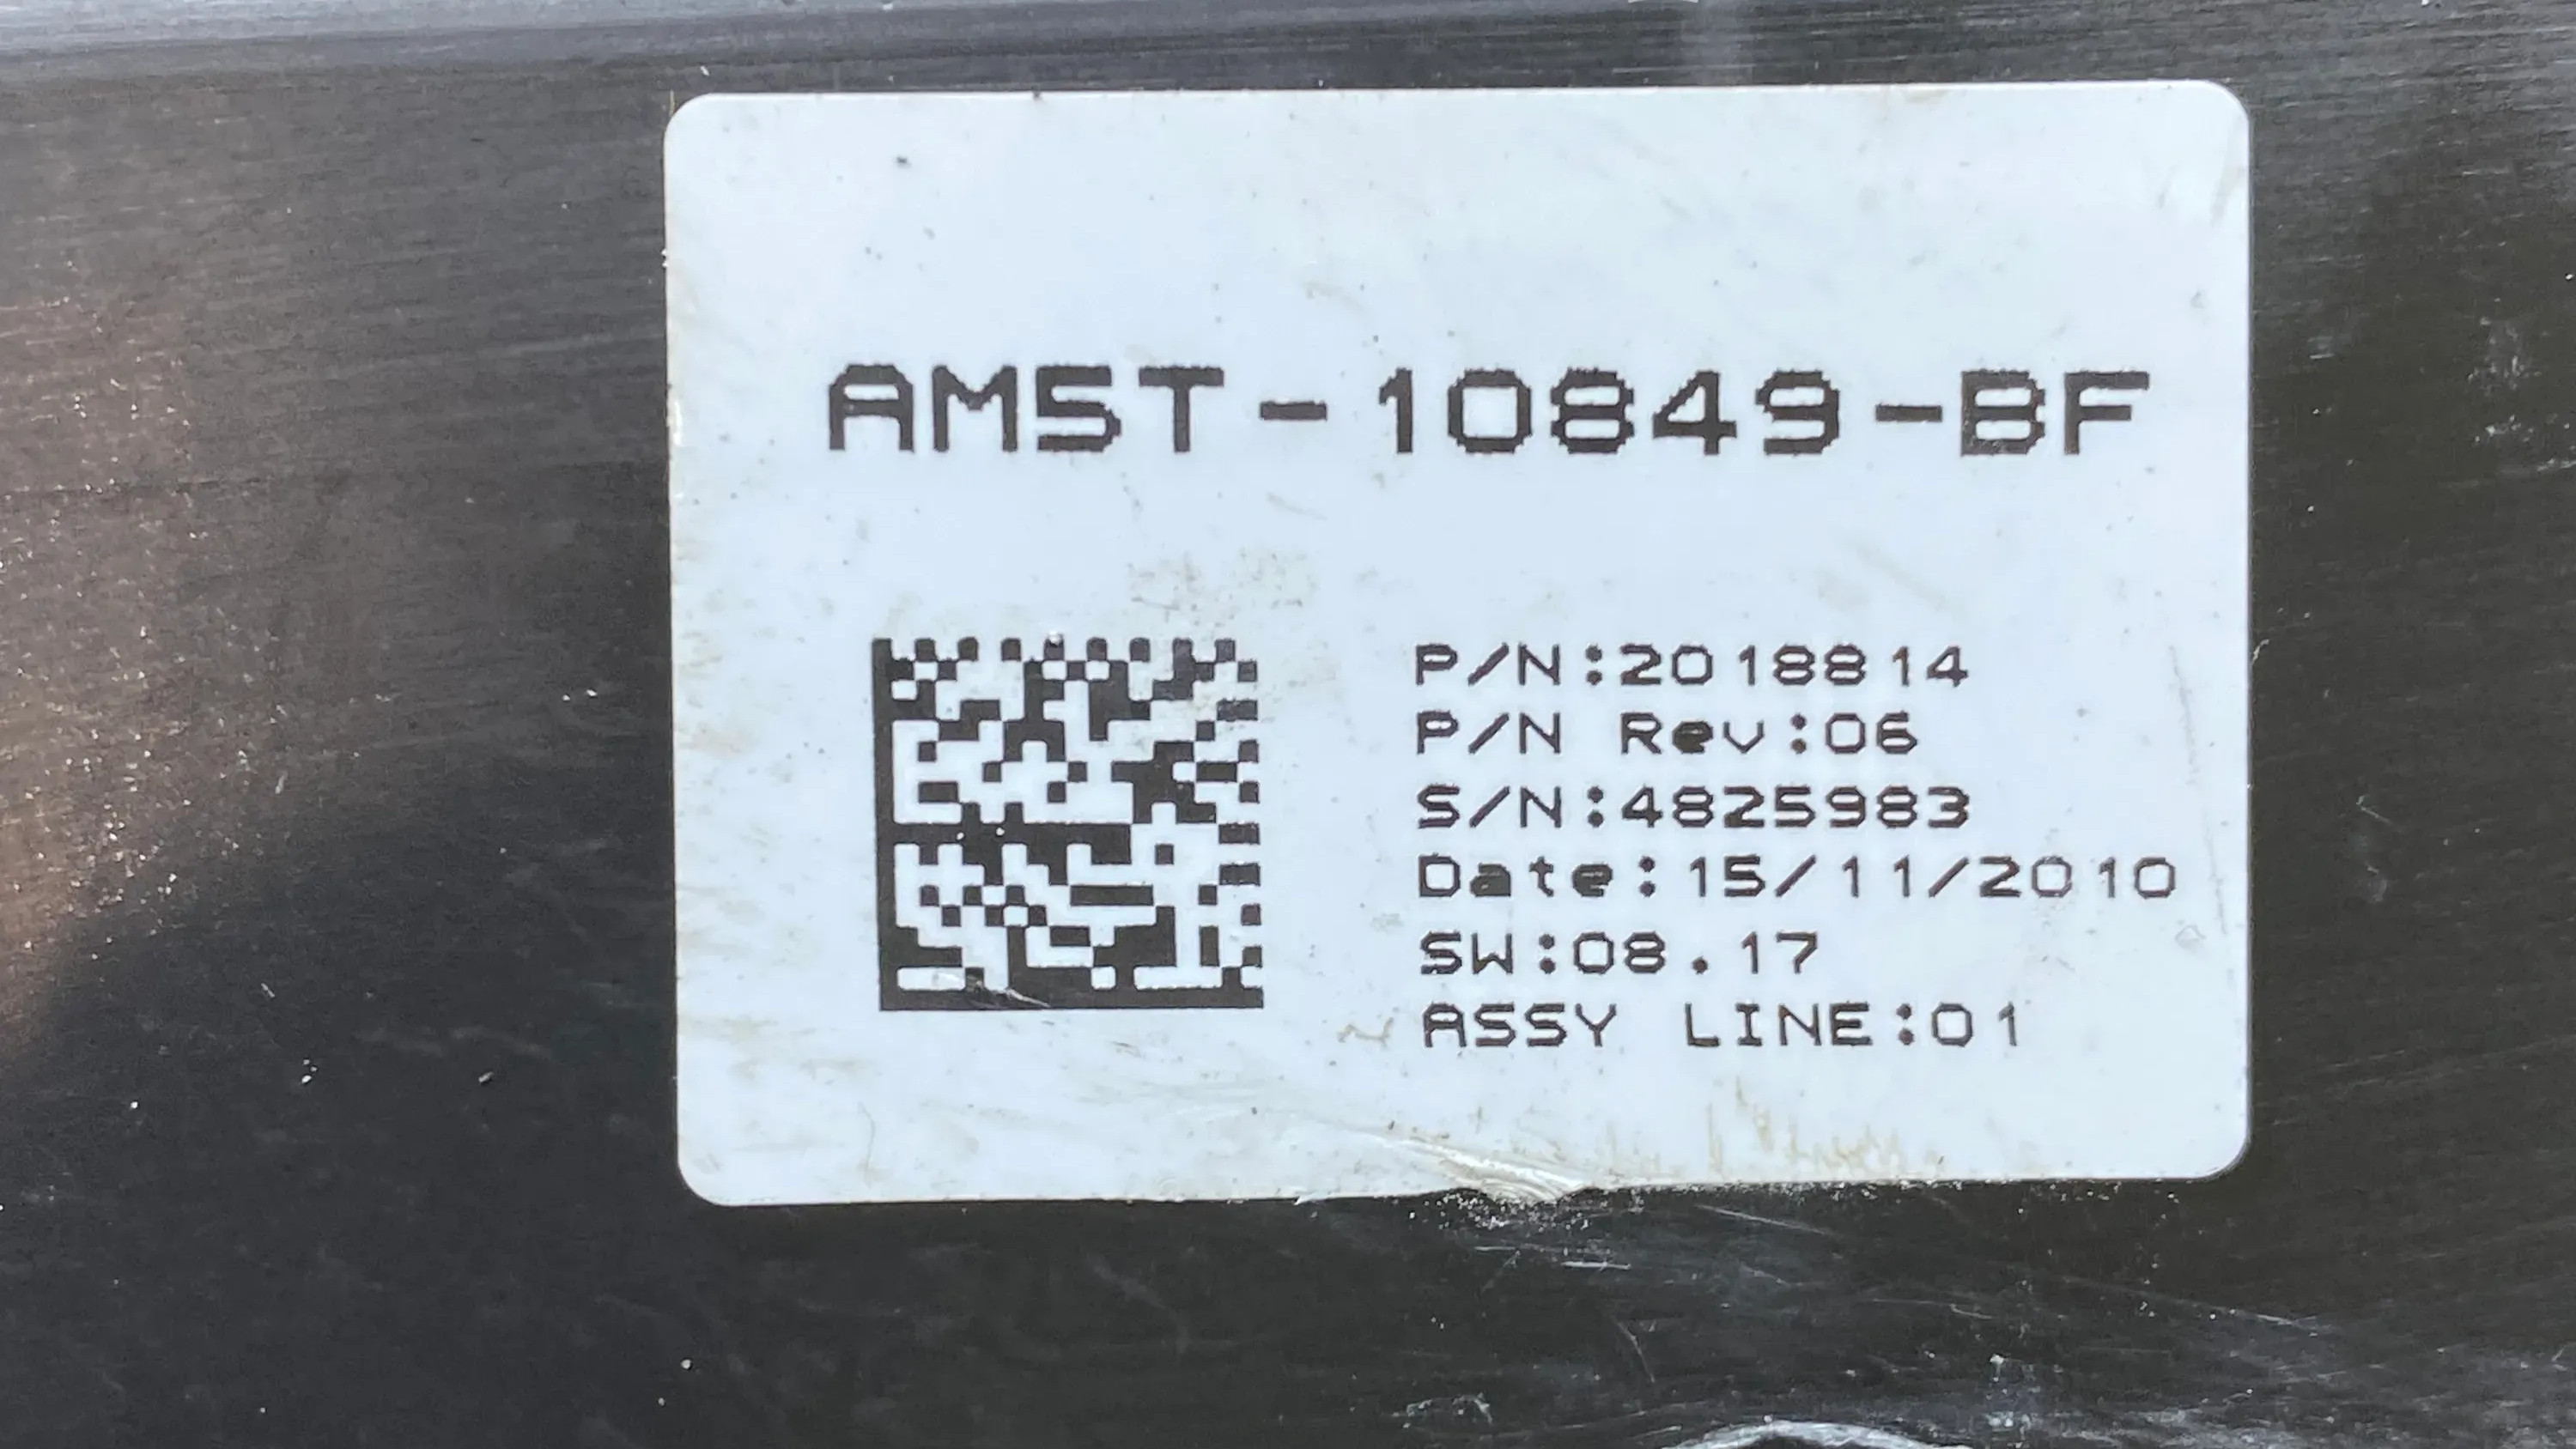 AM5T-10849-BF
P/N:2018814
P/N Rev:06
S/N:4825983
Date:15/11/2010
SW:08.17
ASSY LINE:01